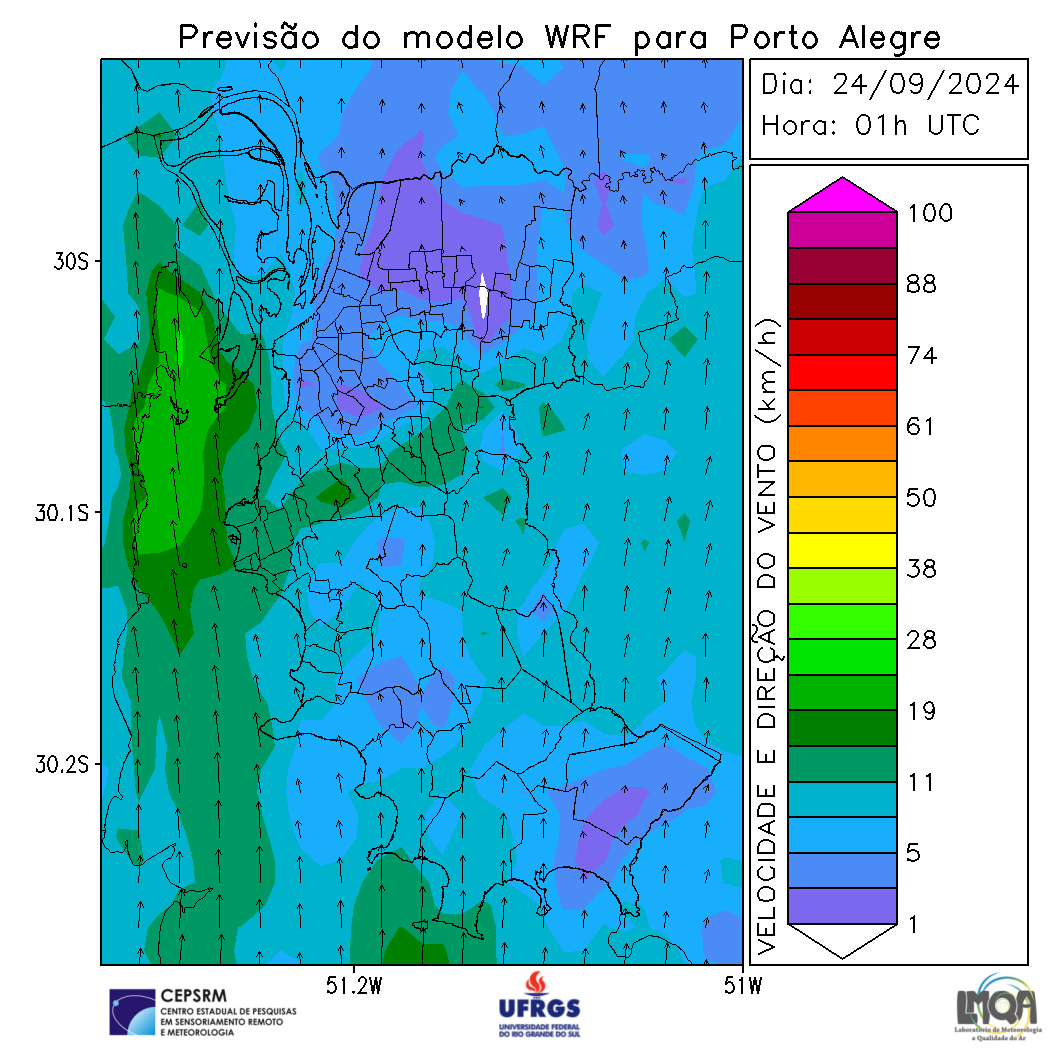 Previsão do modelo WRF para Porto Alegre
Dia: 24/09/2024
Hora: 01h UTC
30S
30.1S
30.2S
51.2W
51W
VELOCIDADE E DIREÇÃO DO VENTO (km/h)
100
88
74
61
50
38
28
19
11
5
1
CEPSRM
CENTRO ESTADUAL DE PESQUISAS
EM SENSORIAMENTO REMOTO
E METEOROLOGIA
UFRGS
UNIVERSIDADE FEDERAL
DO RIO GRANDE DO SUL
LMQA
Laboratório de Meteorologia
e Qualidade do Ar